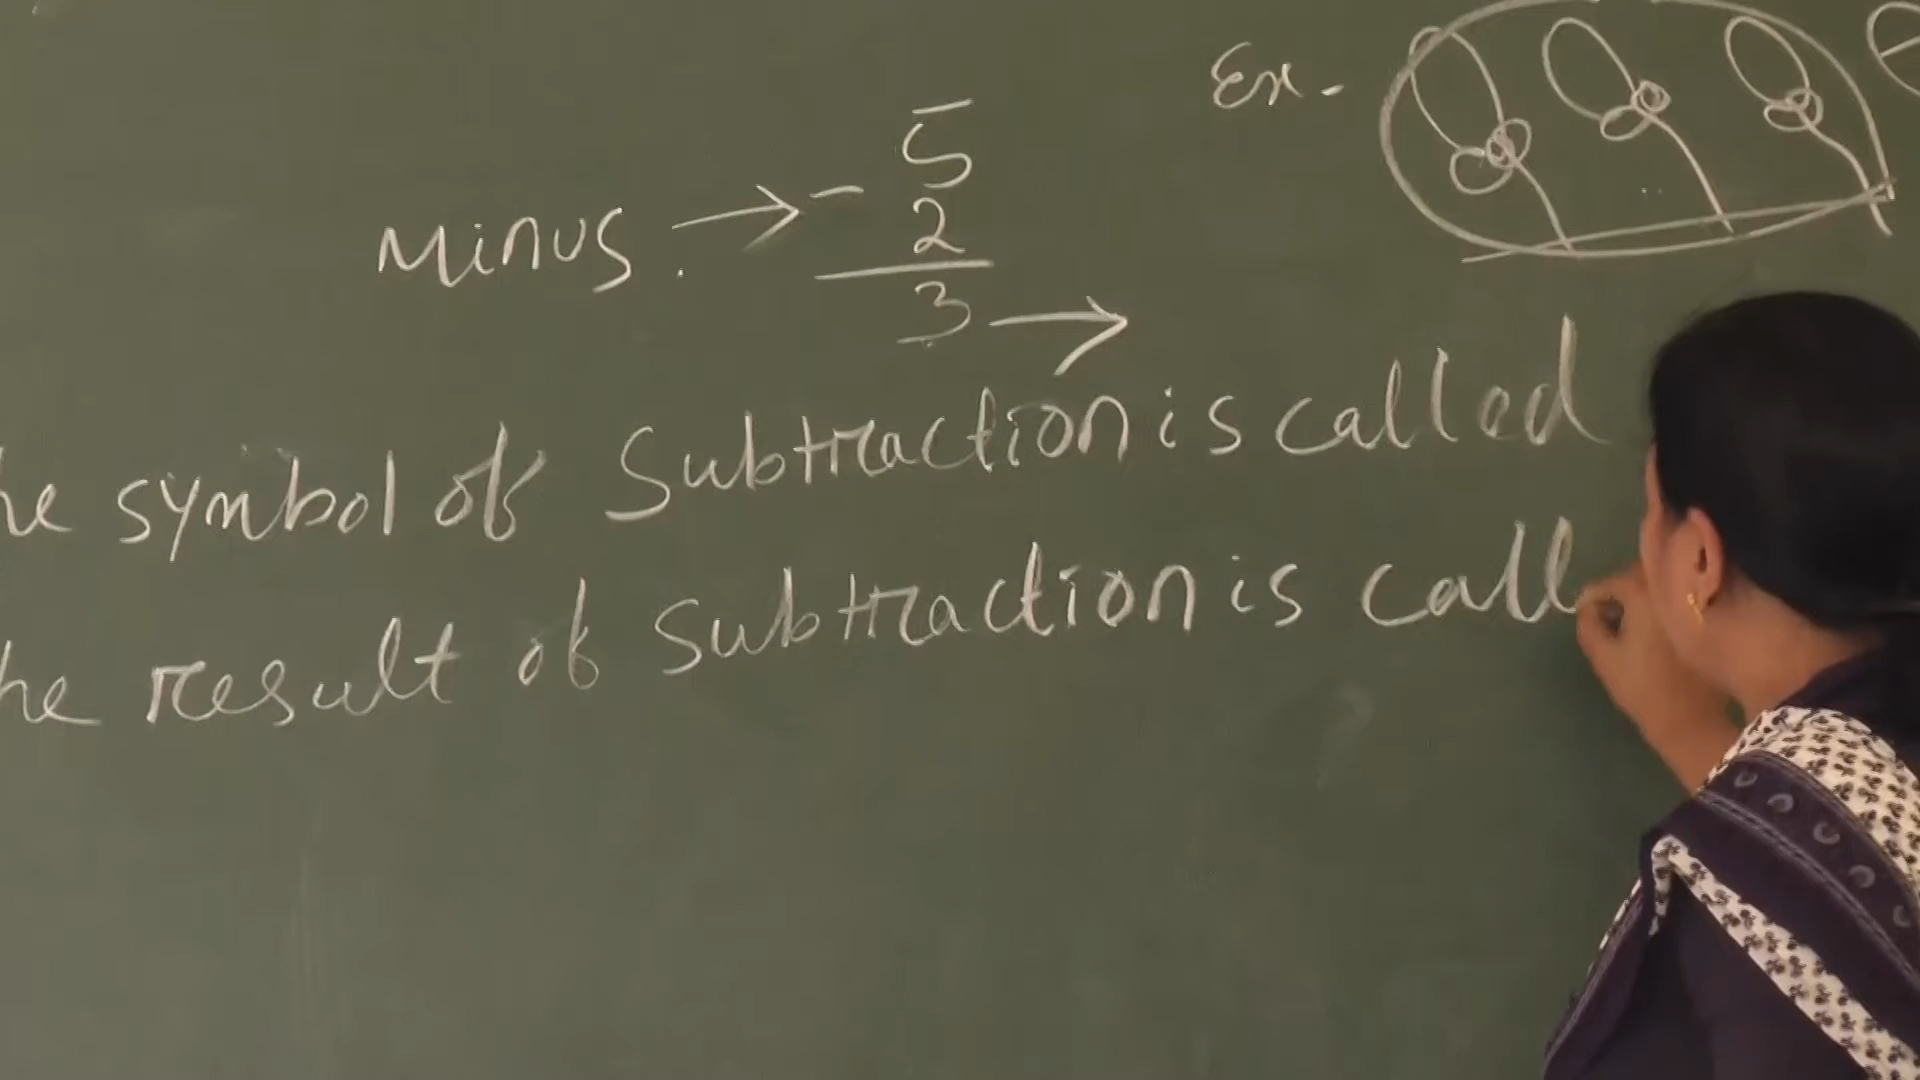 Ex.
5
Minus. → - 2
3 →
he symbol of Subtraction is called
he result of Subtraction is call